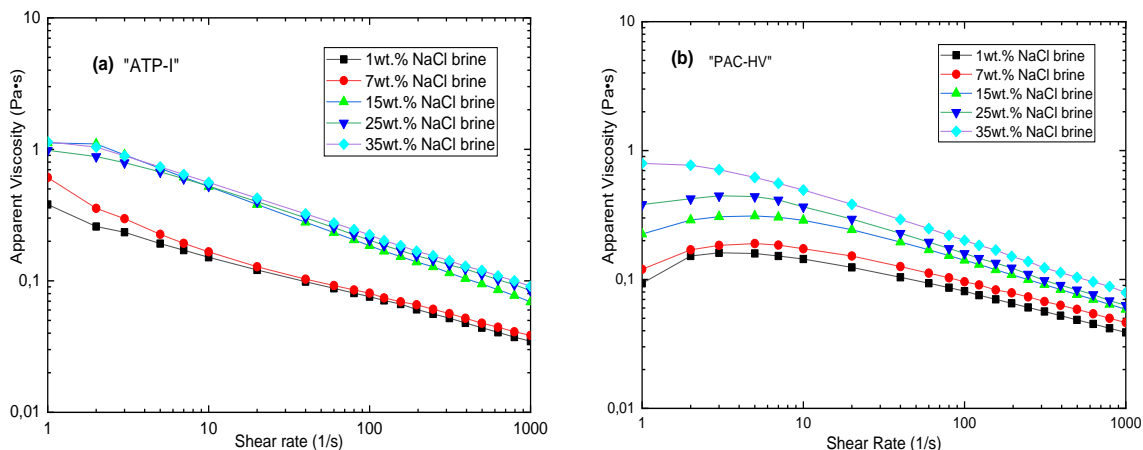 (a) "ATP-I"
1wt.% NaCl brine
7wt.% NaCl brine
15wt.% NaCl brine
25wt.% NaCl brine
35wt.% NaCl brine
Apparent Viscosity (Pa•s)
10
1
0,1
0,01
1
10
100
1000
Shear rate (1/s)
(b) "PAC-HV"
1wt.% NaCl brine
7wt.% NaCl brine
15wt.% NaCl brine
25wt.% NaCl brine
35wt.% NaCl brine
Apparent Viscosity (Pa•s)
10
1
0,1
0,01
1
10
100
1000
Shear Rate (1/s)